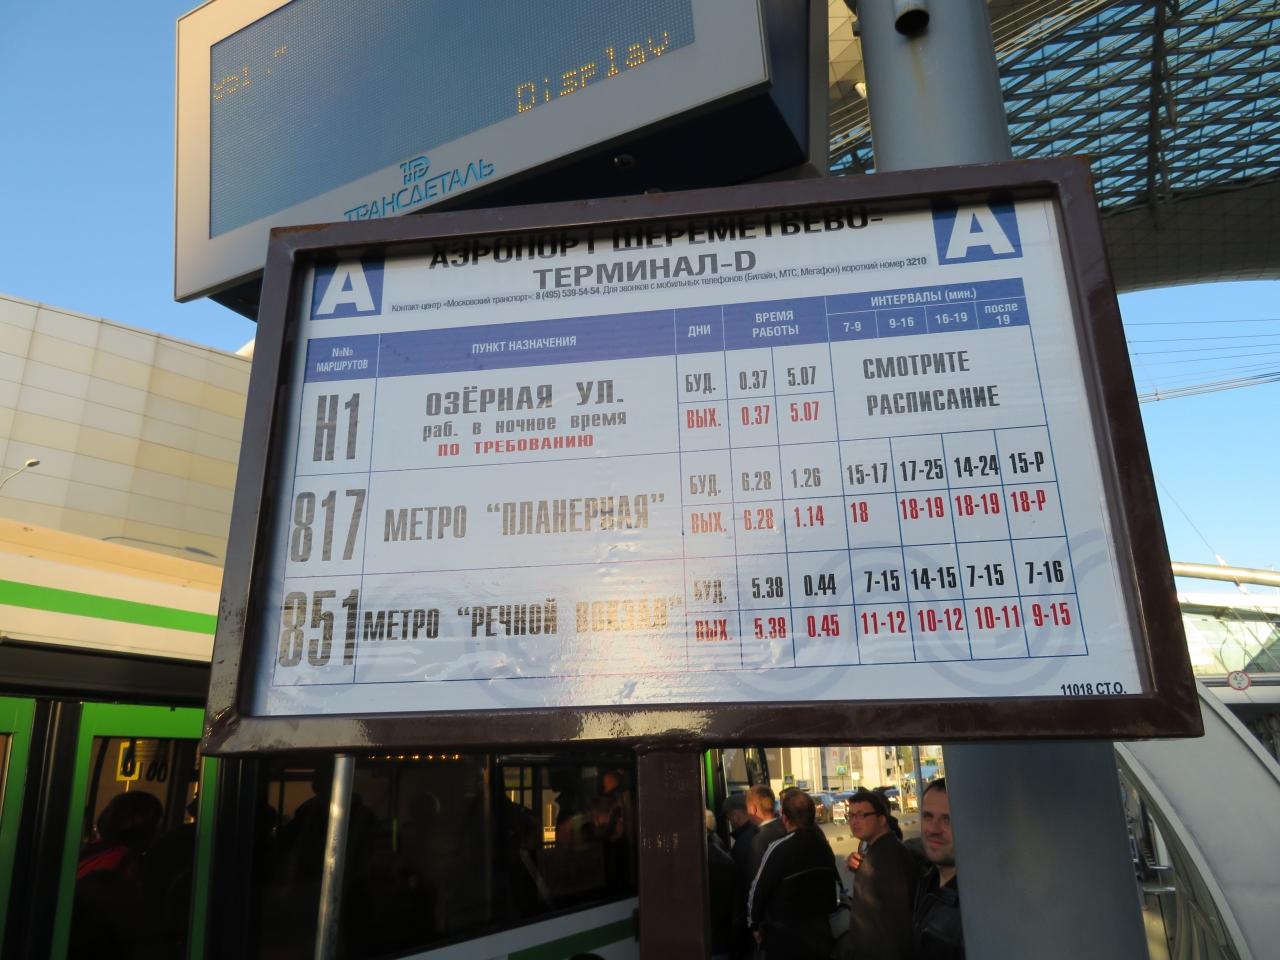 Display
ТРАНСДЕТАЛЬ
А АЭРОПОРТ ШЕРЕМЕТЬЕВО- А
ТЕРМИНАЛ-D
Контакт-центр «Московский транспорт»: 8 (495) 539-54-54. Для звонков с мобильных телефонов (Билайн, МТС, Мегафон) короткий номер 3210
№№ МАРШРУТОВ ПУНКТ НАЗНАЧЕНИЯ ДНИ ВРЕМЯ РАБОТЫ ИНТЕРВАЛЫ (мин.)
7-9 9-16 16-19 после 19
Н1 ОЗЁРНАЯ УЛ. БУД. 0.37 5.07 СМОТРИТЕ
раб. в ночное время ВЫХ. 0.37 5.07 РАСПИСАНИЕ
ПО ТРЕБОВАНИЮ
817 МЕТРО "ПЛАНЕРНАЯ" БУД. 6.28 1.26 15-17 17-25 14-24 15-Р
ВЫХ. 6.28 1.14 18 18-19 18-19 18-Р
851 МЕТРО "РЕЧНОЙ ВОКЗАЛ" БУД. 5.38 0.44 7-15 14-15 7-15 7-16
ВЫХ. 5.38 0.45 11-12 10-12 10-11 9-15
11018 СТ.О.